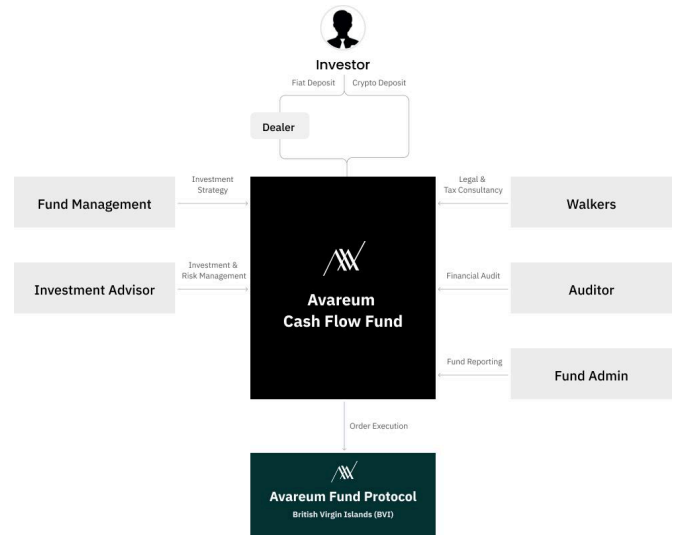 Investor
Fiat Deposit
Crypto Deposit
Dealer
Investment
Strategy
Legal &
Tax Consultancy
Fund Management
Walkers
Investment &
Risk Management
Financial Audit
Investment Advisor
Auditor
Avareum
Cash Flow Fund
Fund Reporting
Fund Admin
Order Execution
Avareum Fund Protocol
British Virgin Islands (BVI)